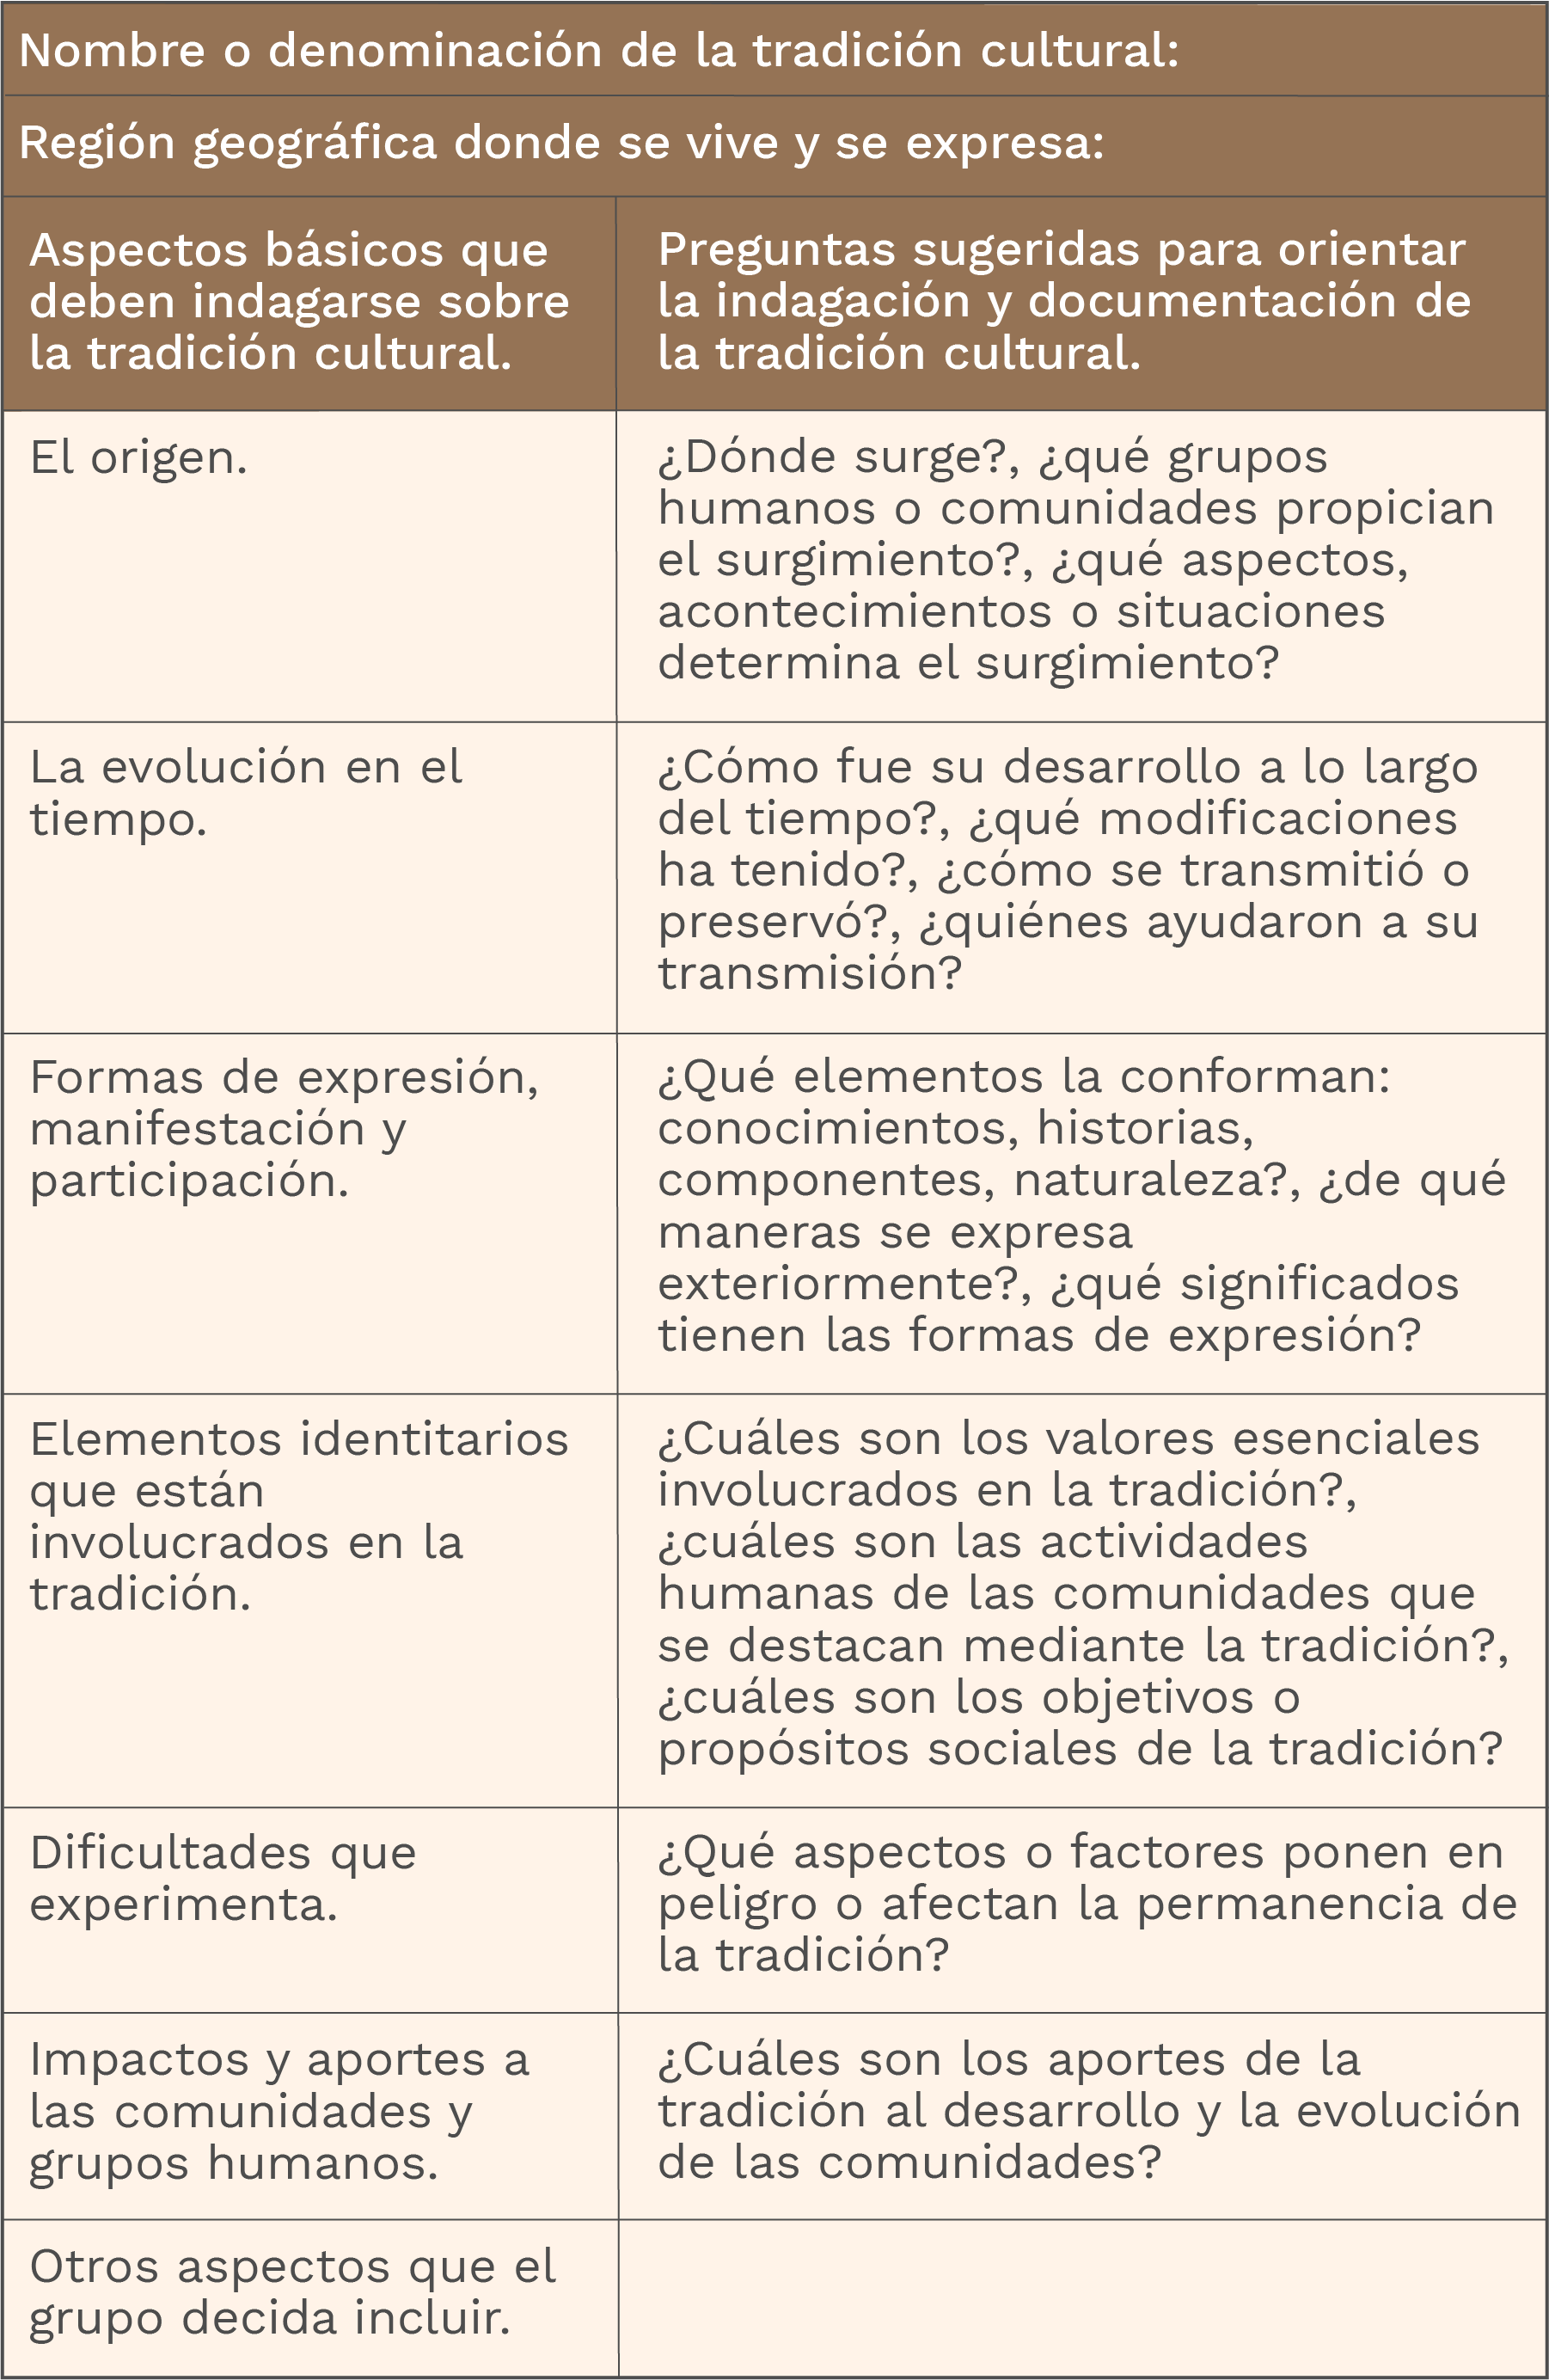 Nombre o denominación de la tradición cultural:
Región geográfica donde se vive y se expresa:
Aspectos básicos que
deben indagarse sobre
la tradición cultural.
Preguntas sugeridas para orientar
la indagación y documentación de
la tradición cultural.
El origen.
¿Dónde surge?, ¿qué grupos
humanos o comunidades propician
el surgimiento?, ¿qué aspectos,
acontecimientos o situaciones
determina el surgimiento?
La evolución en el
tiempo.
¿Cómo fue su desarrollo a lo largo
del tiempo?, ¿qué modificaciones
ha tenido?, ¿cómo se transmitió o
preservó?, ¿quiénes ayudaron a su
transmisión?
Formas de expresión,
manifestación y
participación.
¿Qué elementos la conforman:
conocimientos, historias,
componentes, naturaleza?, ¿de qué
maneras se expresa
exteriormente?, ¿qué significados
tienen las formas de expresión?
Elementos identitarios
que están
involucrados en la
tradición.
¿Cuáles son los valores esenciales
involucrados en la tradición?,
¿cuáles son las actividades
humanas de las comunidades que
se destacan mediante la tradición?,
¿cuáles son los objetivos o
propósitos sociales de la tradición?
Dificultades que
experimenta.
¿Qué aspectos o factores ponen en
peligro o afectan la permanencia de
la tradición?
Impactos y aportes a
las comunidades y
grupos humanos.
¿Cuáles son los aportes de la
tradición al desarrollo y la evolución
de las comunidades?
Otros aspectos que el
grupo decida incluir.